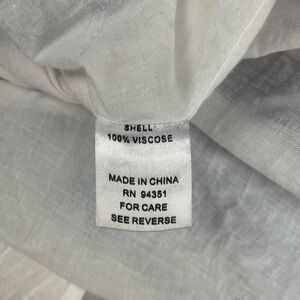 SHELL:
100% VISCOSE
MADE IN CHINA
RN 94351
FOR CARE
SEE REVERSE